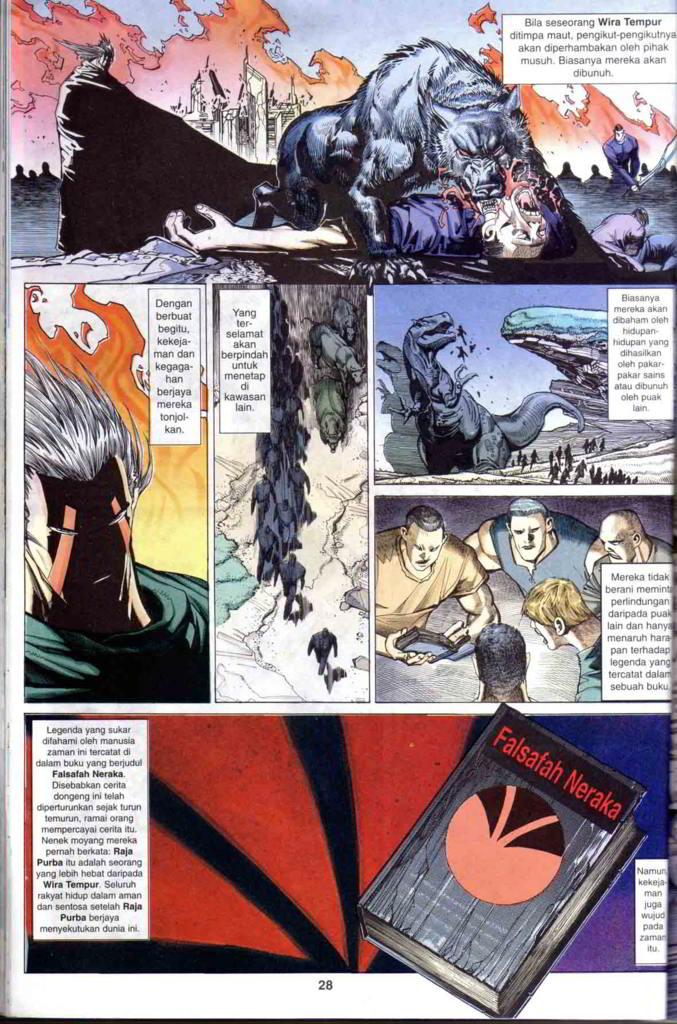 Bila seseorang Wira Tempur
ditimpa maut, pengikut-pengikutnya
akan diperhambakan oleh pihak
musuh. Biasanya mereka akan
dibunuh.
Dengan
berbuat
begitu,
kekeja-
man dan
kegaga-
han
berjaya
mereka
tonjol-
kan.
Yang
ter-
selamat
akan
berpindah
untuk
menetap
di
kawasan
lain.
Biasanya
mereka akan
dibaham oleh
hidupan-
hidupan yang
dihasilkan
oleh pakar-
pakar sains
atau dibunuh
oleh puak
lain.
Mereka tidak
berani meminta
perlindungan
daripada puak
lain dan hanya
menaruh hara-
pan terhadap
legenda yang
tercatat dalam
sebuah buku.
Legenda yang sukar
difahami oleh manusia
zaman ini tercatat di
dalam buku yang berjudul
Falsafah Neraka.
Disebabkan cerita
dongeng ini telah
diperturunkan sejak turun
temurun, ramai orang
mempercayai cerita itu.
Nenek moyang mereka
pernah berkata: Raja
Purba itu adalah seorang
yang lebih hebat daripada
Wira Tempur. Seluruh
rakyat hidup dalam aman
dan sentosa setelah Raja
Purba berjaya
menyekutukan dunia ini.
Falsafah Neraka
Namun,
kekeja-
man
juga
wujud
pada
zaman
itu.
28